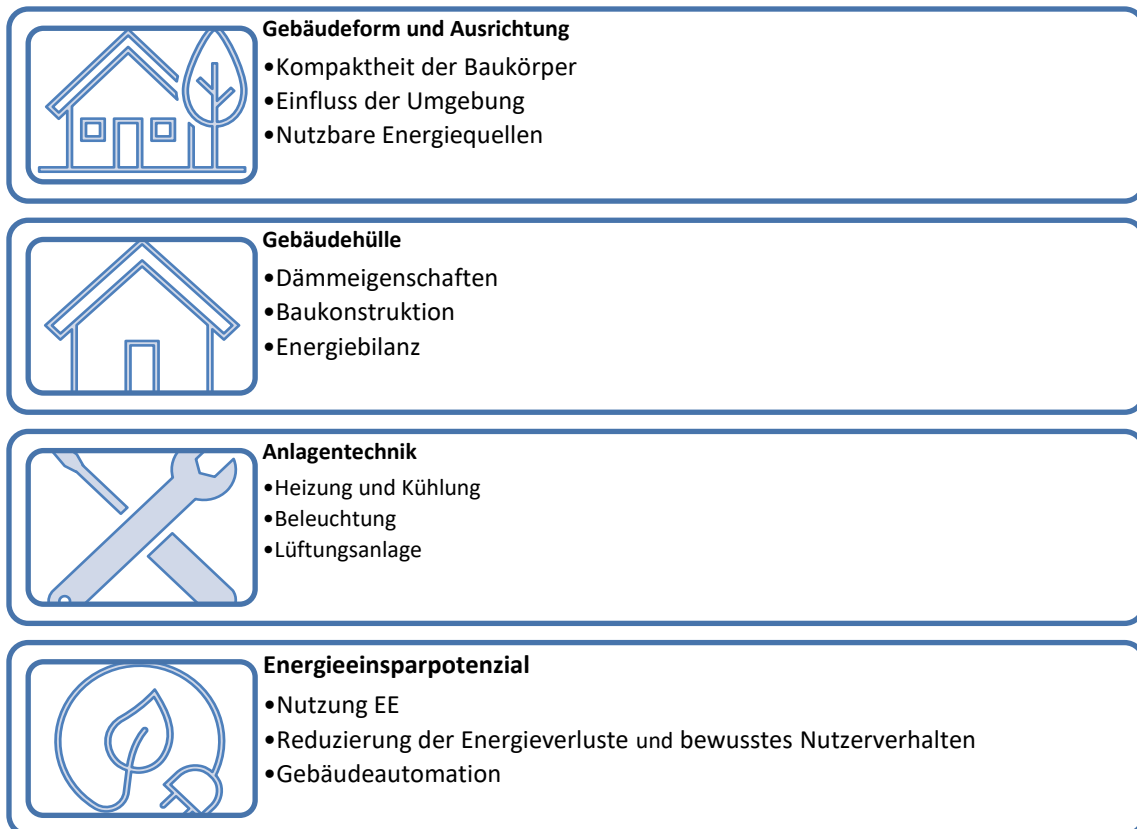 Gebäudeform und Ausrichtung
•Kompaktheit der Baukörper
•Einfluss der Umgebung
•Nutzbare Energiequellen
Gebäudehülle
•Dämmeigenschaften
•Baukonstruktion
•Energiebilanz
Anlagentechnik
•Heizung und Kühlung
•Beleuchtung
•Lüftungsanlage
Energieeinsparpotenzial
•Nutzung EE
•Reduzierung der Energieverluste und bewusstes Nutzerverhalten
•Gebäudeautomation